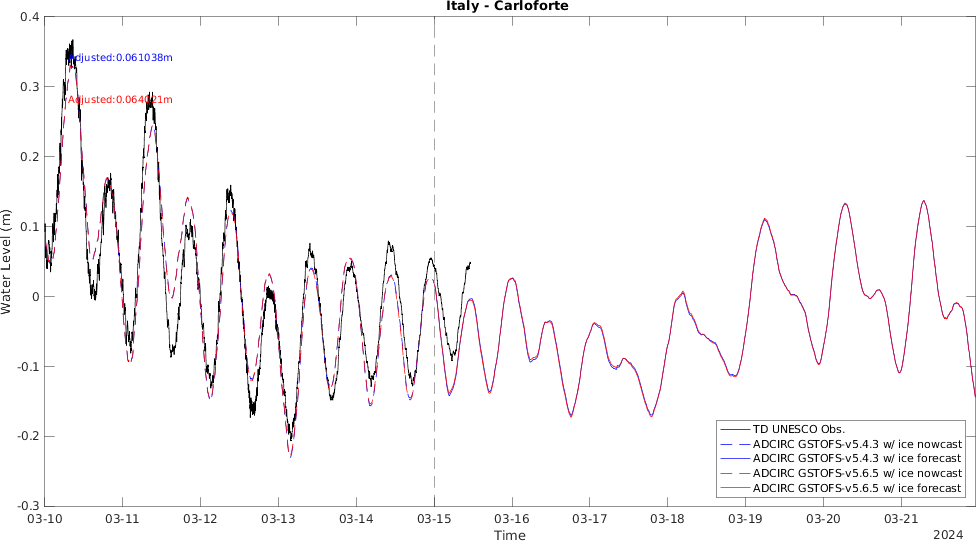 Italy - Carloforte
0.4
0.3
0.2
0.1
0
-0.1
-0.2
-0.3
Water Level (m)
Adjusted:0.061038m
Adjusted:0.064021m
TD UNESCO Obs.
ADCIRC GSTOFS-v5.4.3 w/ ice nowcast
ADCIRC GSTOFS-v5.4.3 w/ ice forecast
ADCIRC GSTOFS-v5.6.5 w/ ice nowcast
ADCIRC GSTOFS-v5.6.5 w/ ice forecast
03-10 03-11 03-12 03-13 03-14 03-15 03-16 03-17 03-18 03-19 03-20 03-21
Time
2024